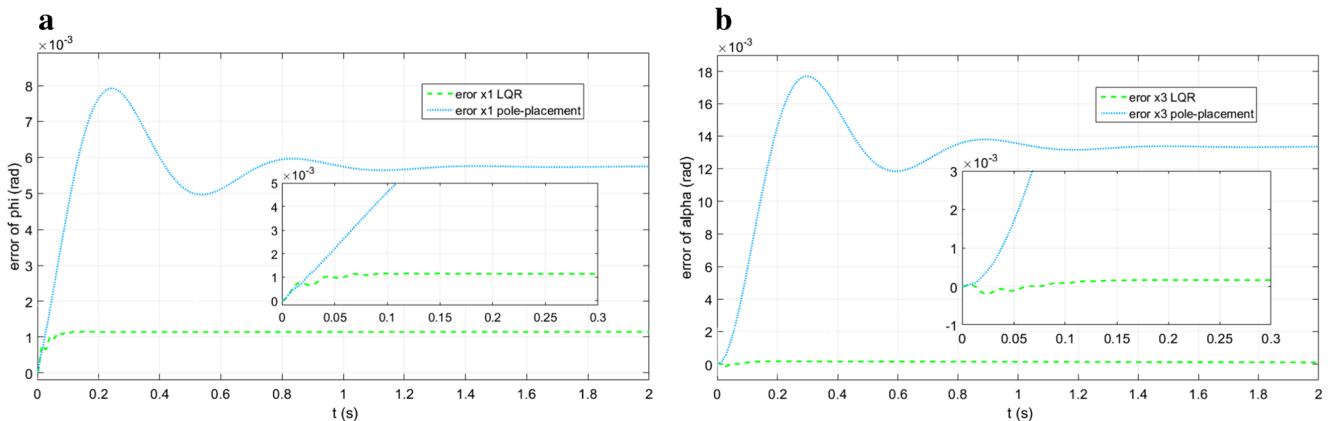 a
×10-3
8
7
6
5
4
3
2
1
0
error of phi (rad)
0 0.2 0.4 0.6 0.8 1 1.2 1.4 1.6 1.8 2
t (s)
eror x1 LQR
eror x1 pole-placement
×10-3
5
4
3
2
1
0
0 0.05 0.1 0.15 0.2 0.25 0.3
b
×10-3
18
16
14
12
10
8
6
4
2
0
error of alpha (rad)
0 0.2 0.4 0.6 0.8 1 1.2 1.4 1.6 1.8 2
t (s)
eror x3 LQR
eror x3 pole-placement
×10-3
3
2
1
0
-1
0 0.05 0.1 0.15 0.2 0.25 0.3